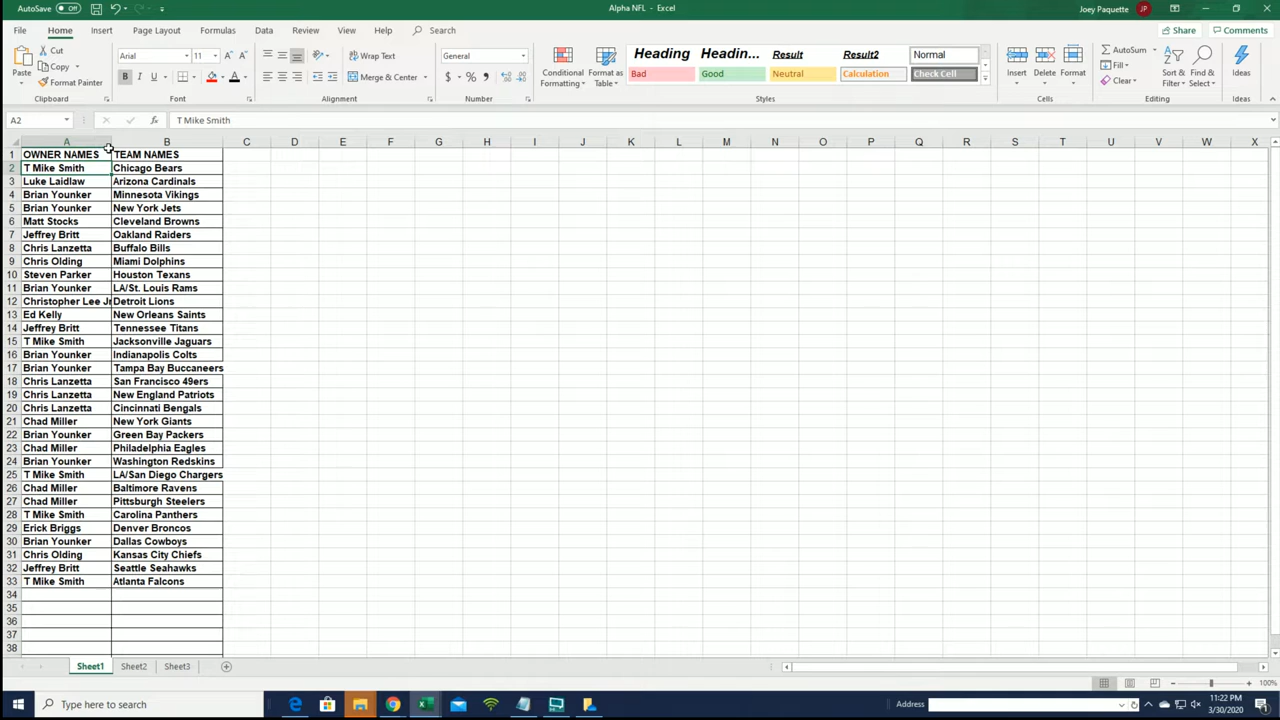 AutoSave Off
Alpha NFL - Excel
Joey Paquette JP
File Home Insert Page Layout Formulas Data Review View Help Search
Share Comments
Paste
Cut
Copy
Format Painter
Arial 11
B I U
Wrap Text
Merge & Center
General
$ % ,
Conditional Formatting
Format as Table
Heading Headin... Result Result2 Normal
Bad Good Neutral Calculation Check Cell
Insert Delete Format
AutoSum
Fill
Clear
Sort & Filter
Find & Select
Ideas
Clipboard Font Alignment Number Styles Cells Editing Ideas
A2 fx T Mike Smith
A B C D E F G H I J K L M N O P Q R S T U V W X
1 OWNER NAMES TEAM NAMES
2 T Mike Smith Chicago Bears
3 Luke Laidlaw Arizona Cardinals
4 Brian Younker Minnesota Vikings
5 Brian Younker New York Jets
6 Matt Stocks Cleveland Browns
7 Jeffrey Britt Oakland Raiders
8 Chris Lanzetta Buffalo Bills
9 Chris Olding Miami Dolphins
10 Steven Parker Houston Texans
11 Brian Younker LA/St. Louis Rams
12 Christopher Lee Jr Detroit Lions
13 Ed Kelly New Orleans Saints
14 Jeffrey Britt Tennessee Titans
15 T Mike Smith Jacksonville Jaguars
16 Brian Younker Indianapolis Colts
17 Brian Younker Tampa Bay Buccaneers
18 Chris Lanzetta San Francisco 49ers
19 Chris Lanzetta New England Patriots
20 Chris Lanzetta Cincinnati Bengals
21 Chad Miller New York Giants
22 Brian Younker Green Bay Packers
23 Chad Miller Philadelphia Eagles
24 Brian Younker Washington Redskins
25 T Mike Smith LA/San Diego Chargers
26 Chad Miller Baltimore Ravens
27 Chad Miller Pittsburgh Steelers
28 T Mike Smith Carolina Panthers
29 Erick Briggs Denver Broncos
30 Brian Younker Dallas Cowboys
31 Chris Olding Kansas City Chiefs
32 Jeffrey Britt Seattle Seahawks
33 T Mike Smith Atlanta Falcons
34
35
36
37
38
Sheet1 Sheet2 Sheet3
100%
Type here to search
Address
11:22 PM
3/30/2020